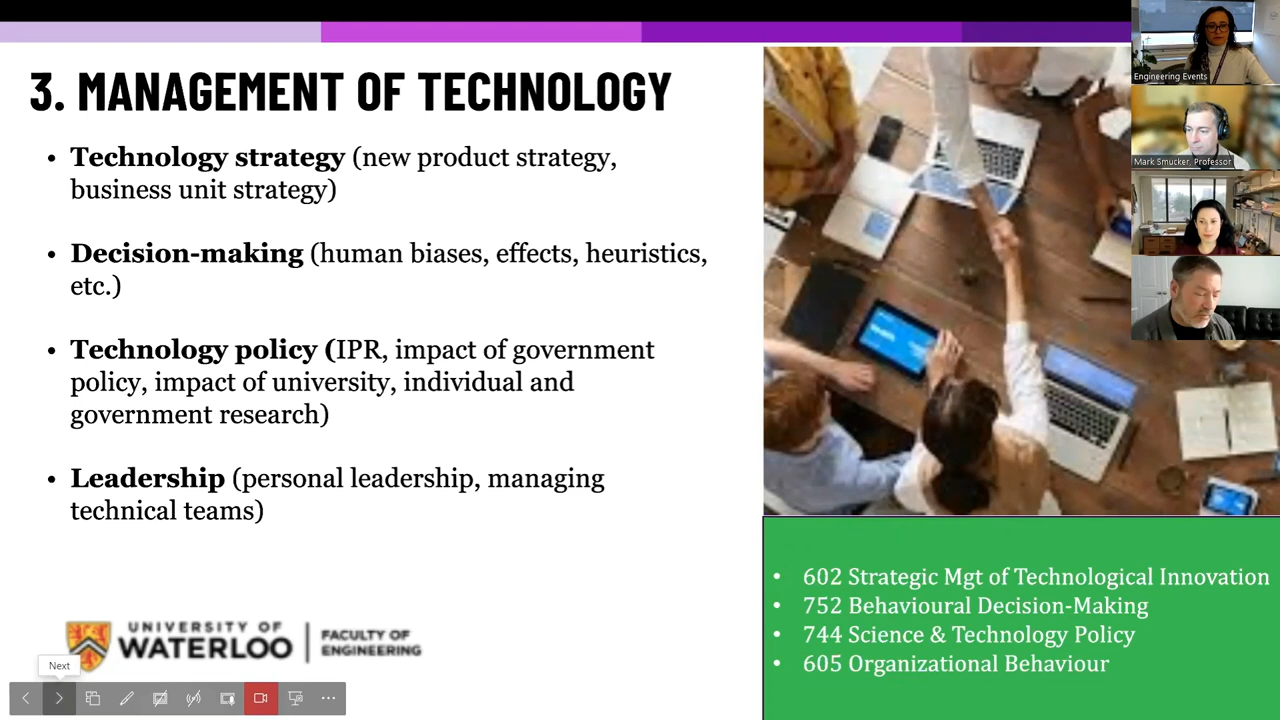 3. MANAGEMENT OF TECHNOLOGY
• Technology strategy (new product strategy,
business unit strategy)
• Decision-making (human biases, effects, heuristics,
etc.)
• Technology policy (IPR, impact of government
policy, impact of university, individual and
government research)
• Leadership (personal leadership, managing
technical teams)
UNIVERSITY OF
WATERLOO
FACULTY OF
ENGINEERING
Next
Engineering Events
Mark Smucker, Professor
• 602 Strategic Mgt of Technological Innovation
• 752 Behavioural Decision-Making
• 744 Science & Technology Policy
• 605 Organizational Behaviour